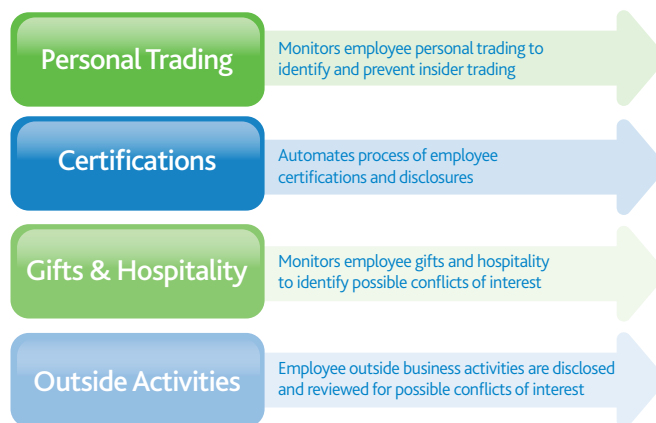 Personal Trading
Monitors employee personal trading to
identify and prevent insider trading
Certifications
Automates process of employee
certifications and disclosures
Gifts & Hospitality
Monitors employee gifts and hospitality
to identify possible conflicts of interest
Outside Activities
Employee outside business activities are disclosed
and reviewed for possible conflicts of interest